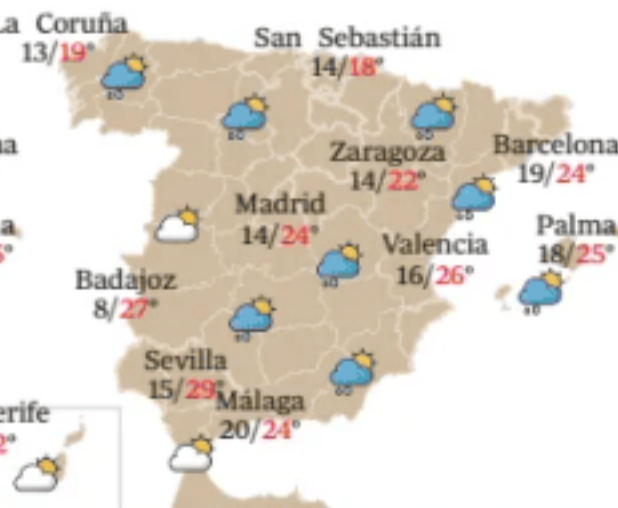 La Coruña
13/19°
San Sebastián
14/18°
Zaragoza
14/22°
Barcelona
19/24°
Madrid
14/24°
Valencia
16/26°
Palma
18/25°
Badajoz
8/27°
Sevilla
15/29°
Málaga
20/24°
erife
2°